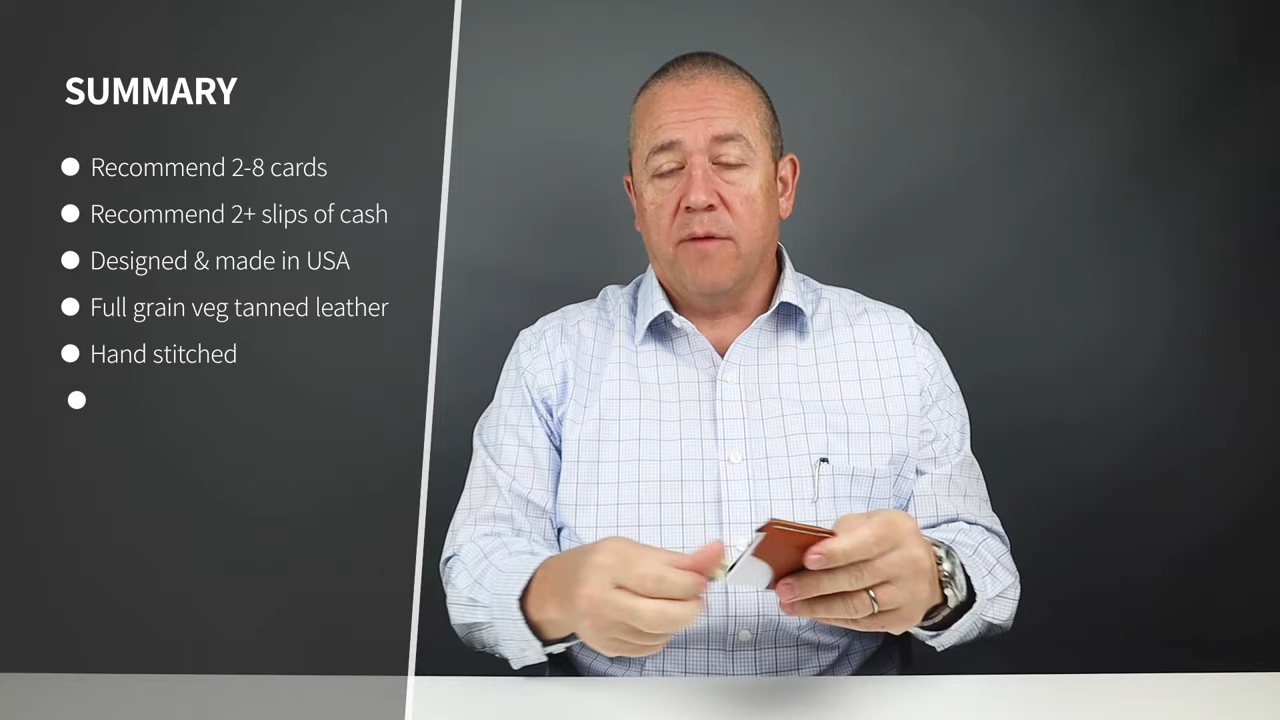 SUMMARY
Recommend 2-8 cards
Recommend 2+ slips of cash
Designed & made in USA
Full grain veg tanned leather
Hand stitched